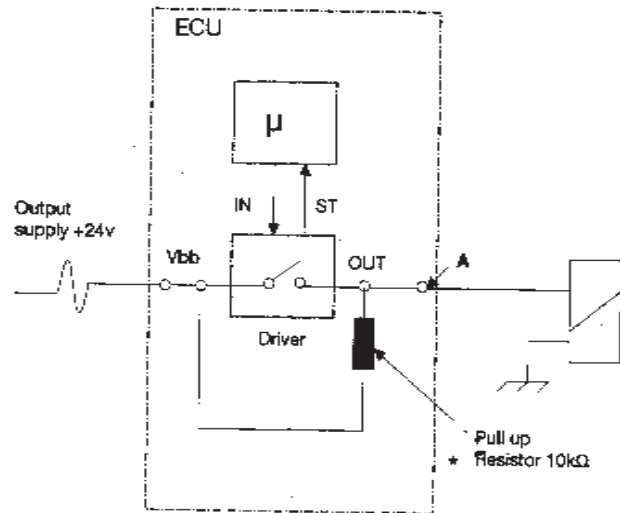 ECU
μ
Output
supply +24v
IN
ST
Vbb
OUT
A
Driver
Pull up
* Resistor 10kΩ